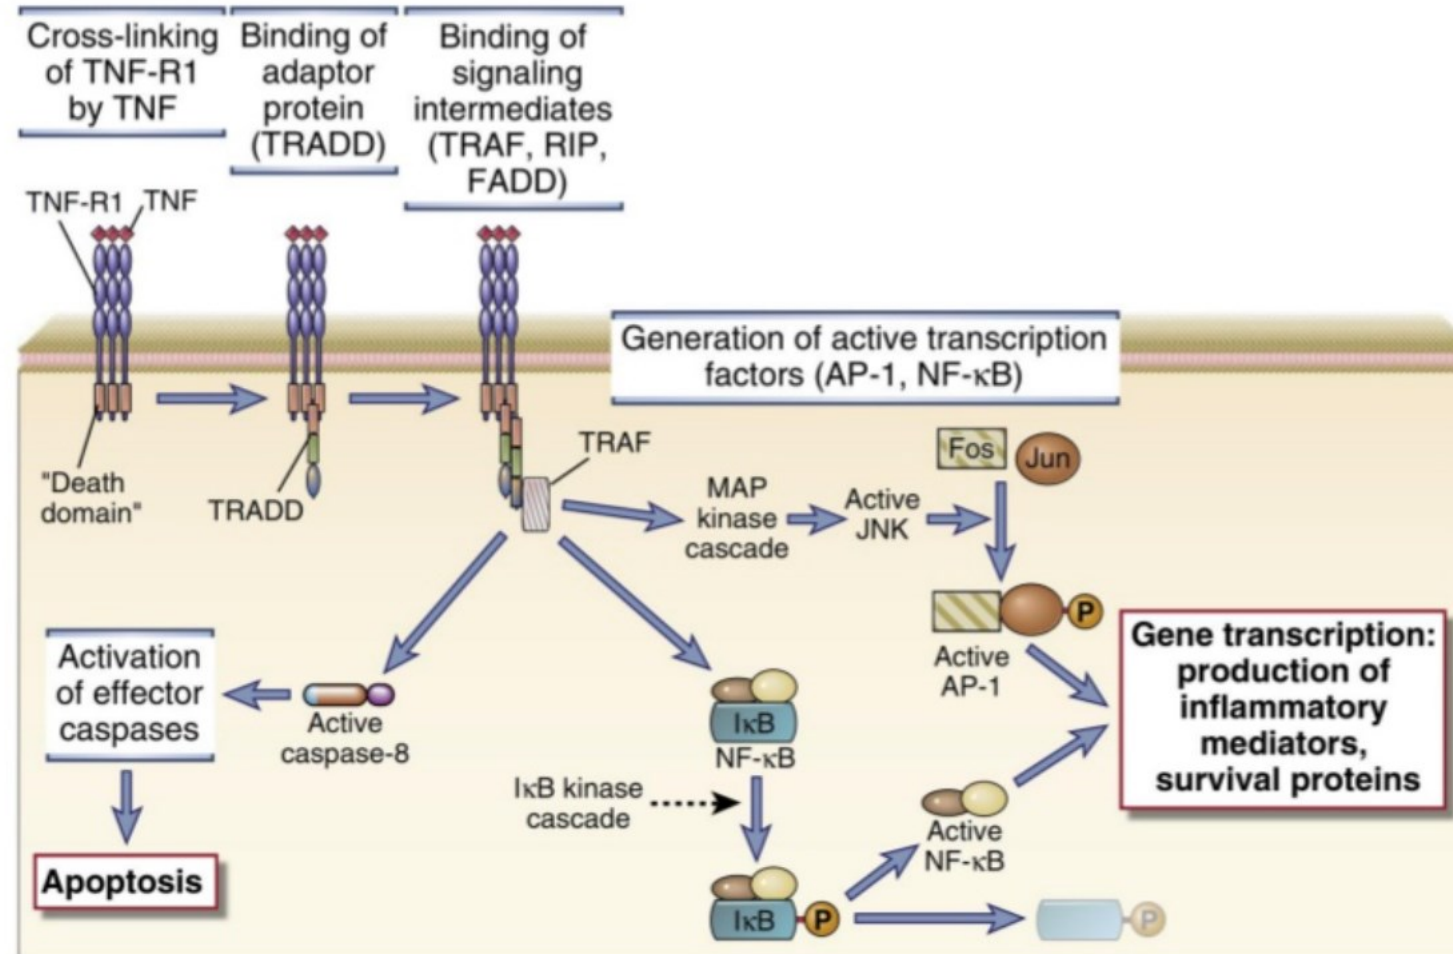 Cross-linking
of TNF-R1
by TNF
Binding of
adaptor
protein
(TRADD)
Binding of
signaling
intermediates
(TRAF, RIP,
FADD)
TNF-R1
TNF
Generation of active transcription
factors (AP-1, NF-κB)
"Death
domain"
TRADD
TRAF
MAP
kinase
cascade
Active
JNK
Fos
Jun
P
Active
AP-1
Gene transcription:
production of
inflammatory
mediators,
survival proteins
Activation
of effector
caspases
Active
caspase-8
IκB
NF-κB
IκB kinase
cascade
Active
NF-κB
Apoptosis
IκB
P
P